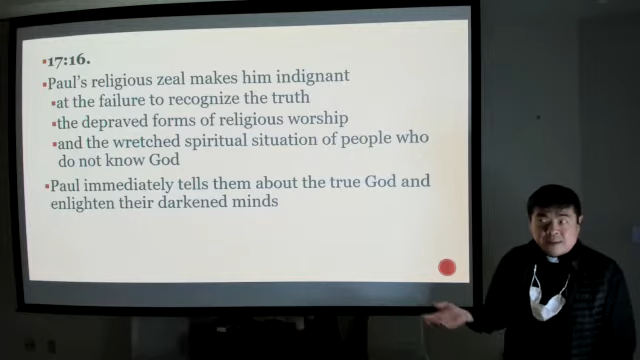 17:16.
Paul's religious zeal makes him indignant
at the failure to recognize the truth
the depraved forms of religious worship
and the wretched spiritual situation of people who
do not know God
Paul immediately tells them about the true God and
enlighten their darkened minds